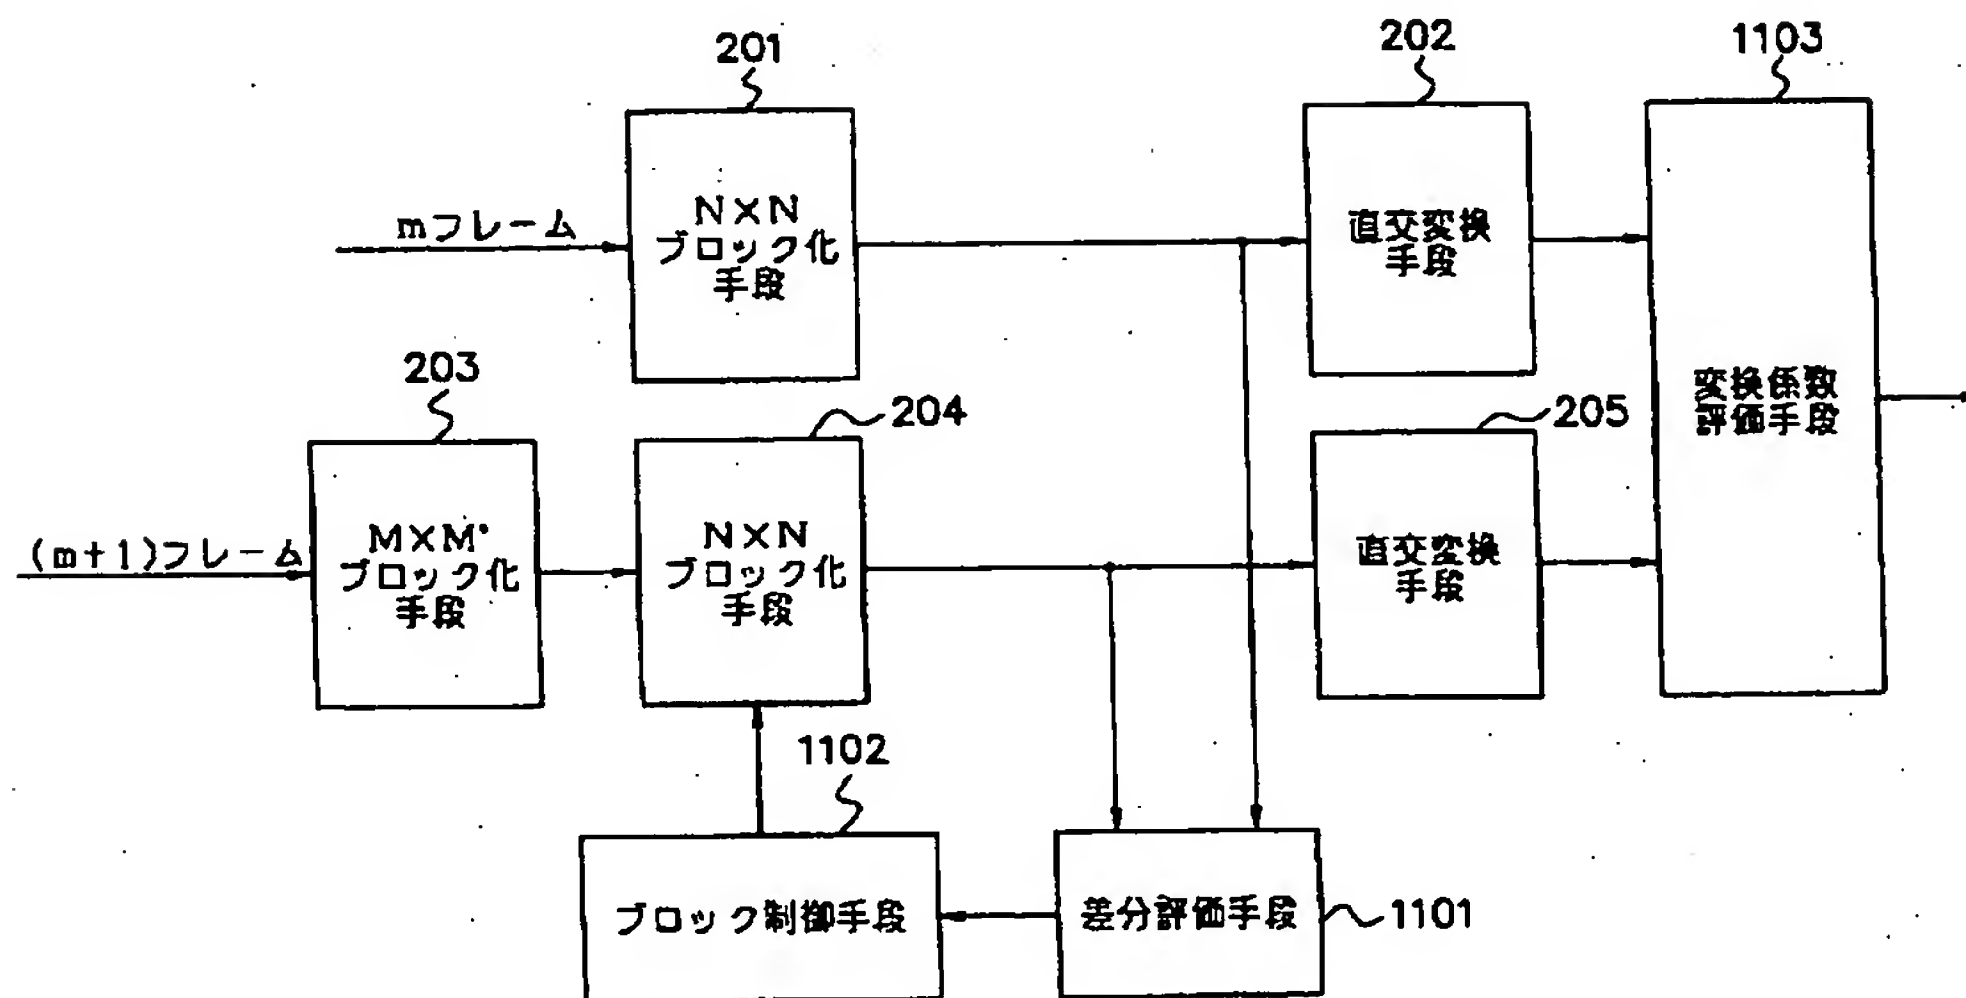 201
202
1103
N×N
ブロック化
手段
mフレーム
直交変換
手段
203
204
205
変換係数
評価手段
(m+1)フレーム
M×M'
ブロック化
手段
N×N
ブロック化
手段
直交変換
手段
1102
ブロック制御手段
差分評価手段
1101